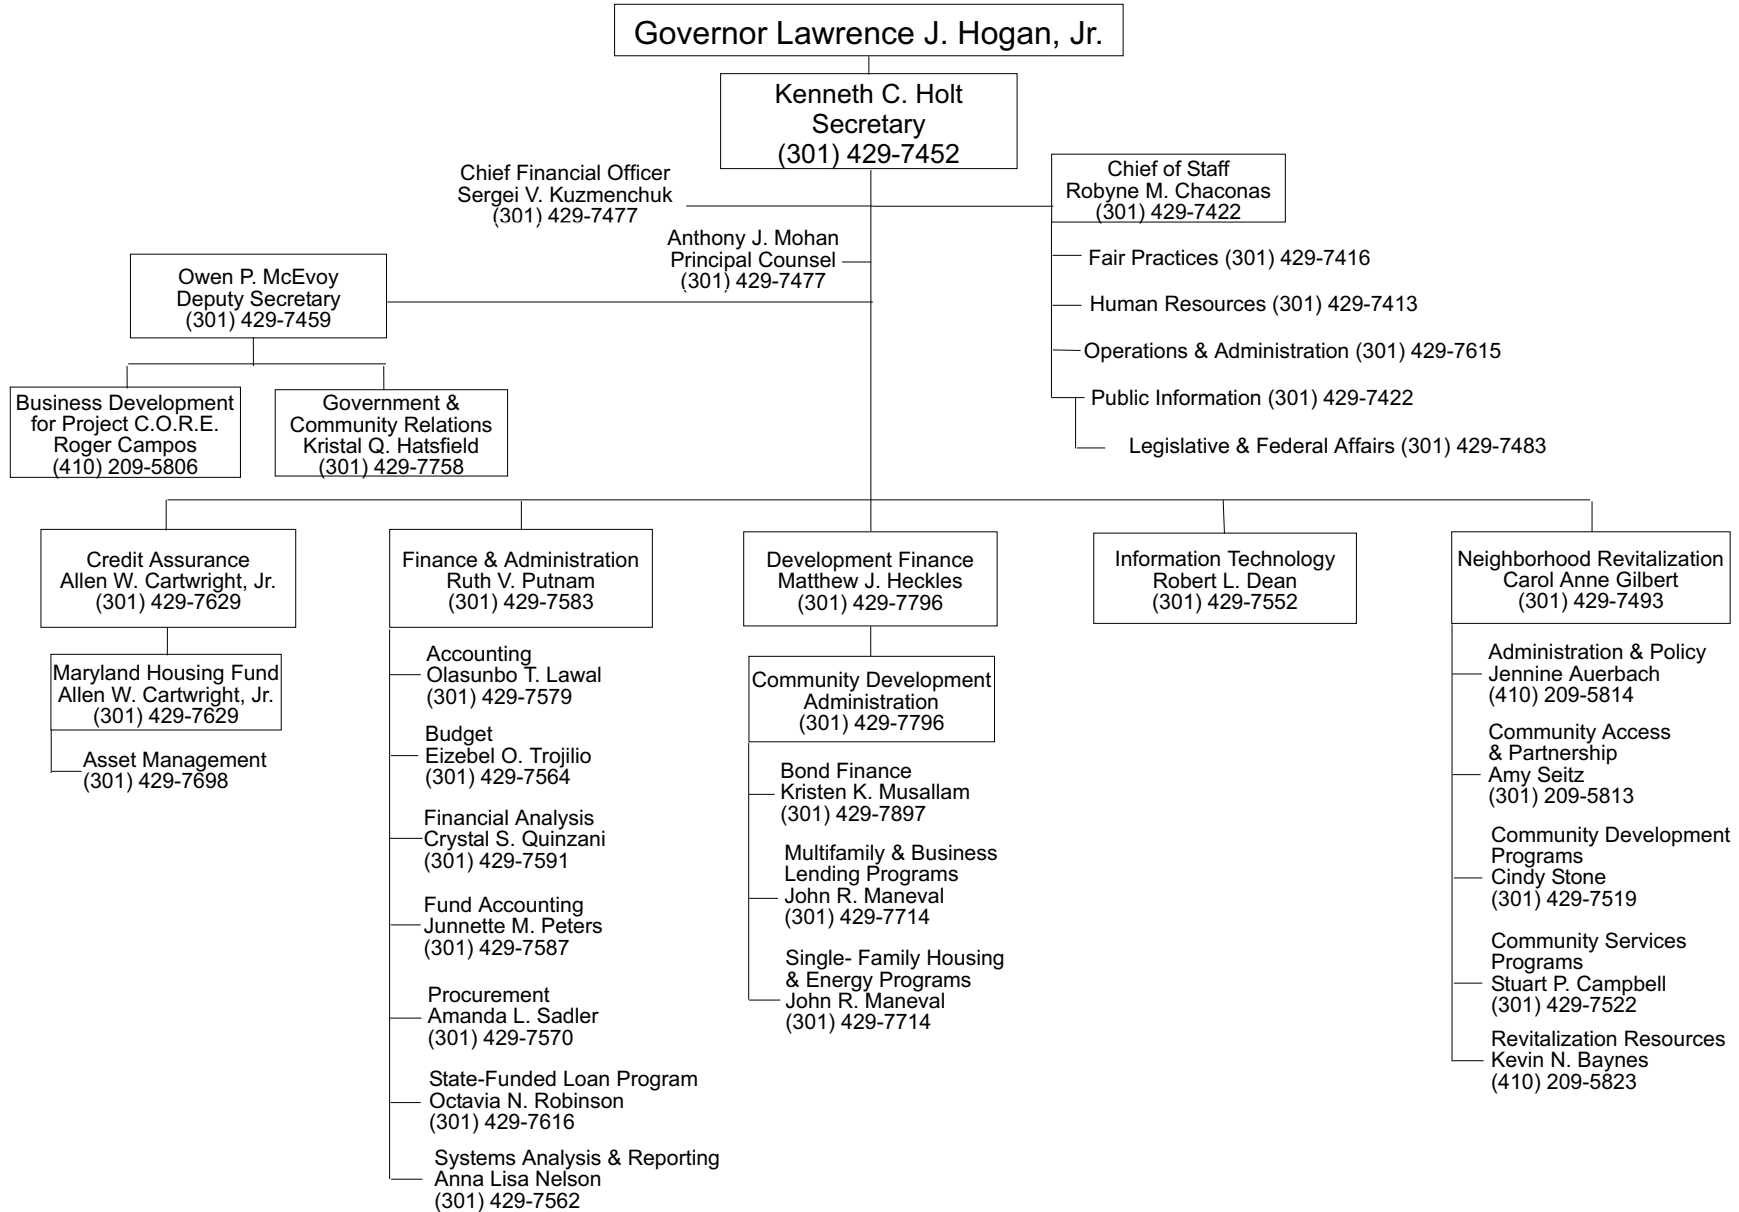 Governor Lawrence J. Hogan, Jr.
Kenneth C. Holt
Secretary
(301) 429-7452
Chief Financial Officer
Sergei V. Kuzmenchuk
(301) 429-7477
Chief of Staff
Robyne M. Chaconas
(301) 429-7422
Anthony J. Mohan
Principal Counsel
(301) 429-7477
Fair Practices (301) 429-7416
Human Resources (301) 429-7413
Operations & Administration (301) 429-7615
Public Information (301) 429-7422
Legislative & Federal Affairs (301) 429-7483
Owen P. McEvoy
Deputy Secretary
(301) 429-7459
Business Development
for Project C.O.R.E.
Roger Campos
(410) 209-5806
Government &
Community Relations
Kristal Q. Hatsfield
(301) 429-7758
Credit Assurance
Allen W. Cartwright, Jr.
(301) 429-7629
Maryland Housing Fund
Allen W. Cartwright, Jr.
(301) 429-7629
Asset Management
(301) 429-7698
Finance & Administration
Ruth V. Putnam
(301) 429-7583
Accounting
Olasunbo T. Lawal
(301) 429-7579
Budget
Eizebel O. Trojilio
(301) 429-7564
Financial Analysis
Crystal S. Quinzani
(301) 429-7591
Fund Accounting
Junnette M. Peters
(301) 429-7587
Procurement
Amanda L. Sadler
(301) 429-7570
State-Funded Loan Program
Octavia N. Robinson
(301) 429-7616
Systems Analysis & Reporting
Anna Lisa Nelson
(301) 429-7562
Development Finance
Matthew J. Heckles
(301) 429-7796
Community Development
Administration
(301) 429-7796
Bond Finance
Kristen K. Musallam
(301) 429-7897
Multifamily & Business
Lending Programs
John R. Maneval
(301) 429-7714
Single- Family Housing
& Energy Programs
John R. Maneval
(301) 429-7714
Information Technology
Robert L. Dean
(301) 429-7552
Neighborhood Revitalization
Carol Anne Gilbert
(301) 429-7493
Administration & Policy
Jennine Auerbach
(410) 209-5814
Community Access
& Partnership
Amy Seitz
(301) 209-5813
Community Development
Programs
Cindy Stone
(301) 429-7519
Community Services
Programs
Stuart P. Campbell
(301) 429-7522
Revitalization Resources
Kevin N. Baynes
(410) 209-5823